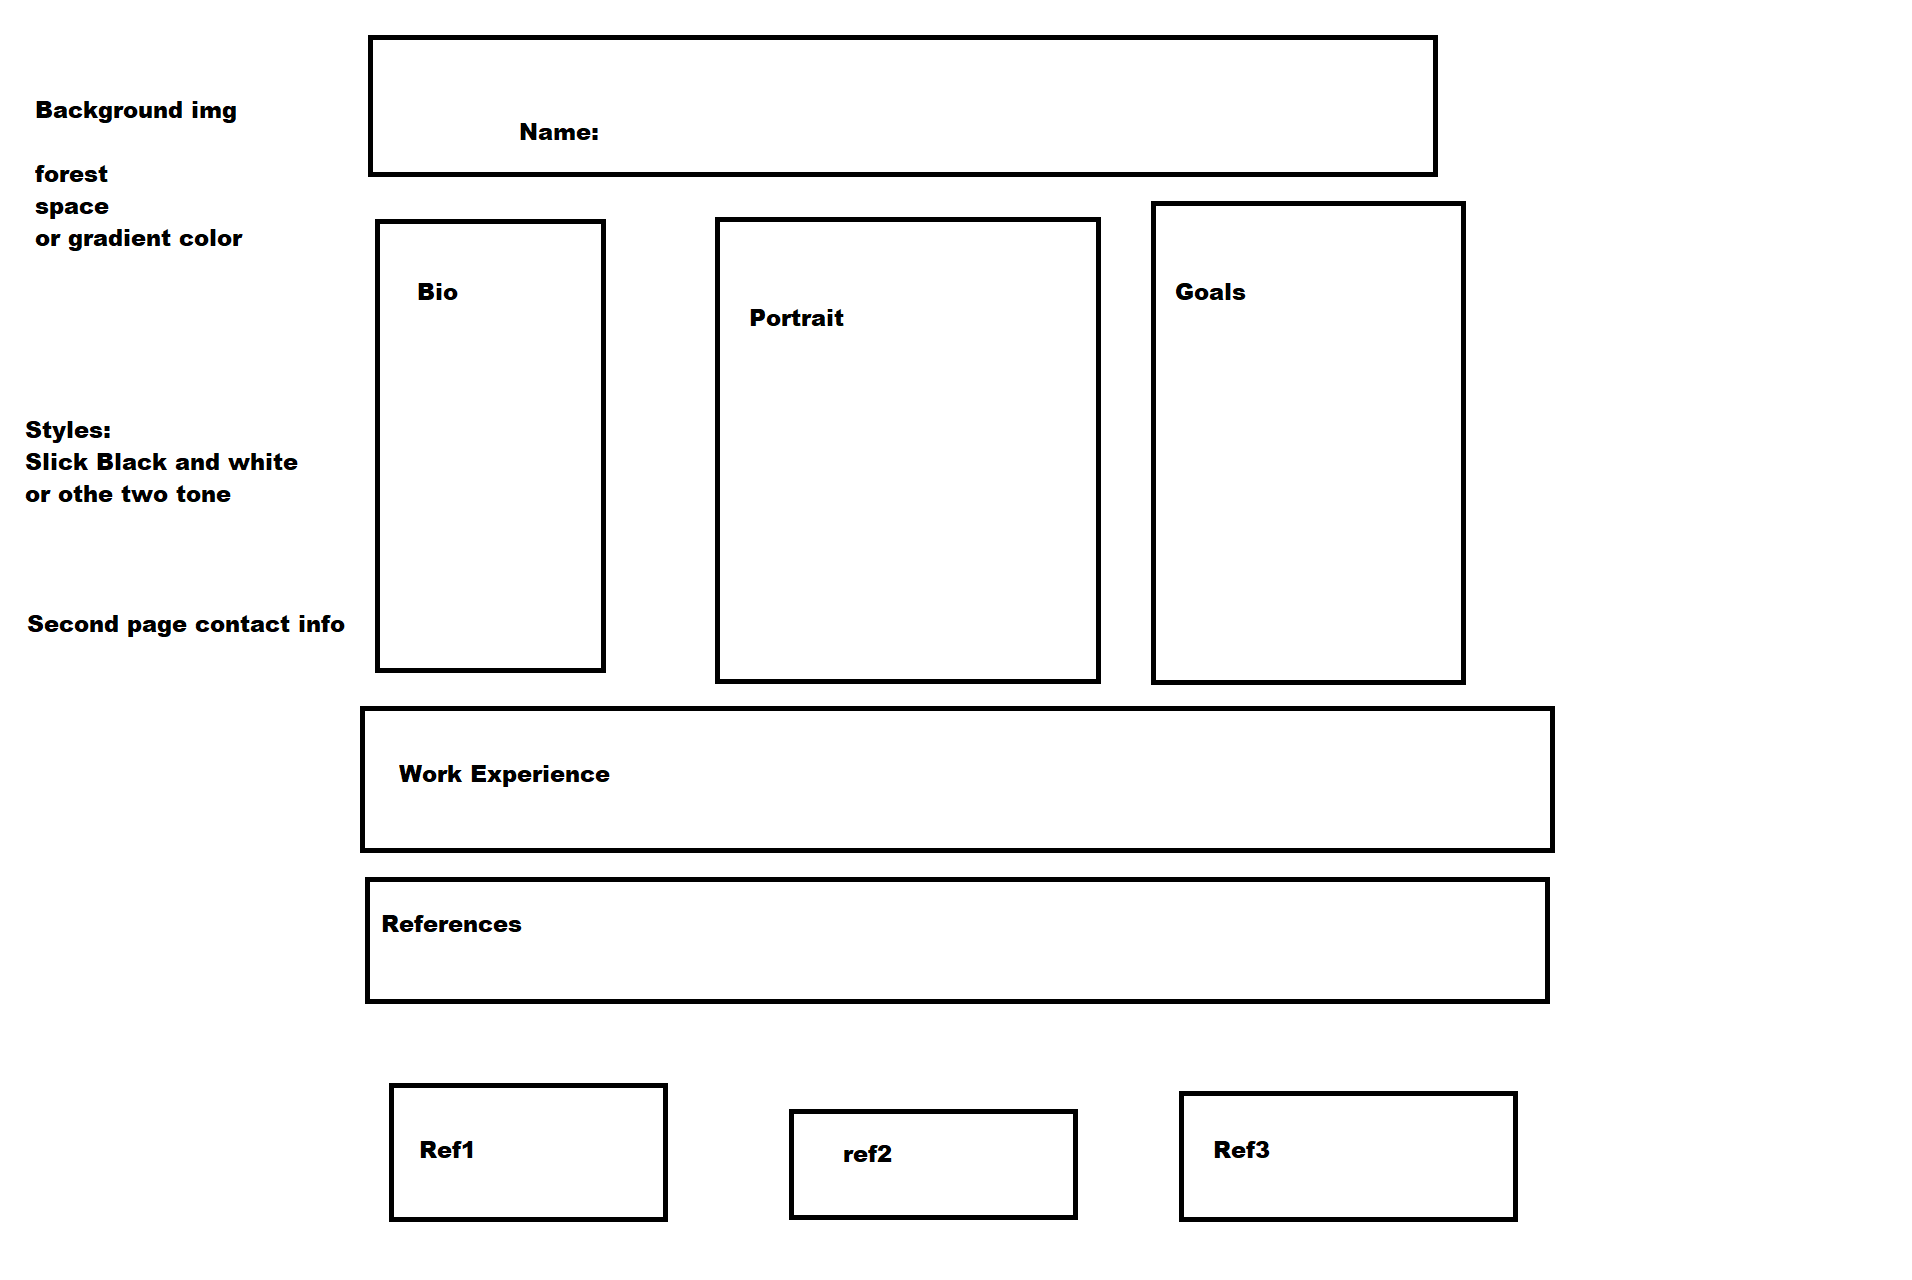 Background img
forest
space
or gradient color
Styles:
Slick Black and white
or othe two tone
Second page contact info
Name:
Bio
Portrait
Goals
Work Experience
References
Ref1
ref2
Ref3